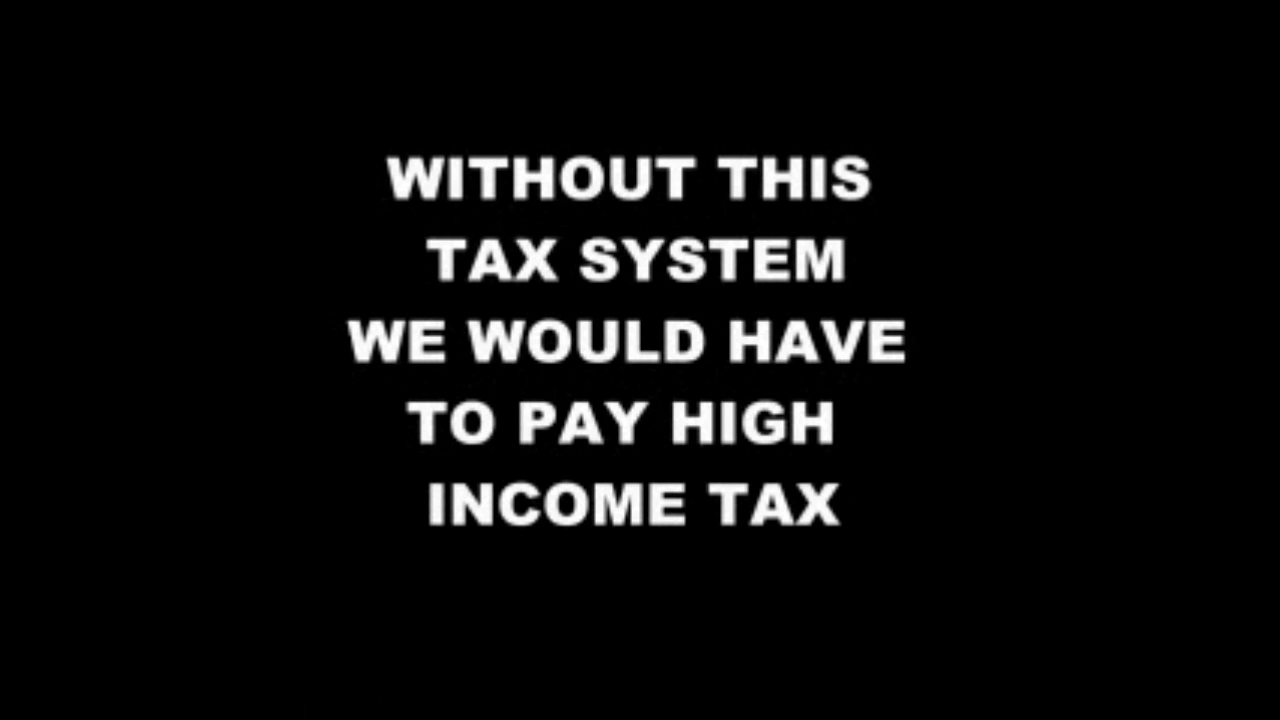 WITHOUT THIS
TAX SYSTEM
WE WOULD HAVE
TO PAY HIGH
INCOME TAX